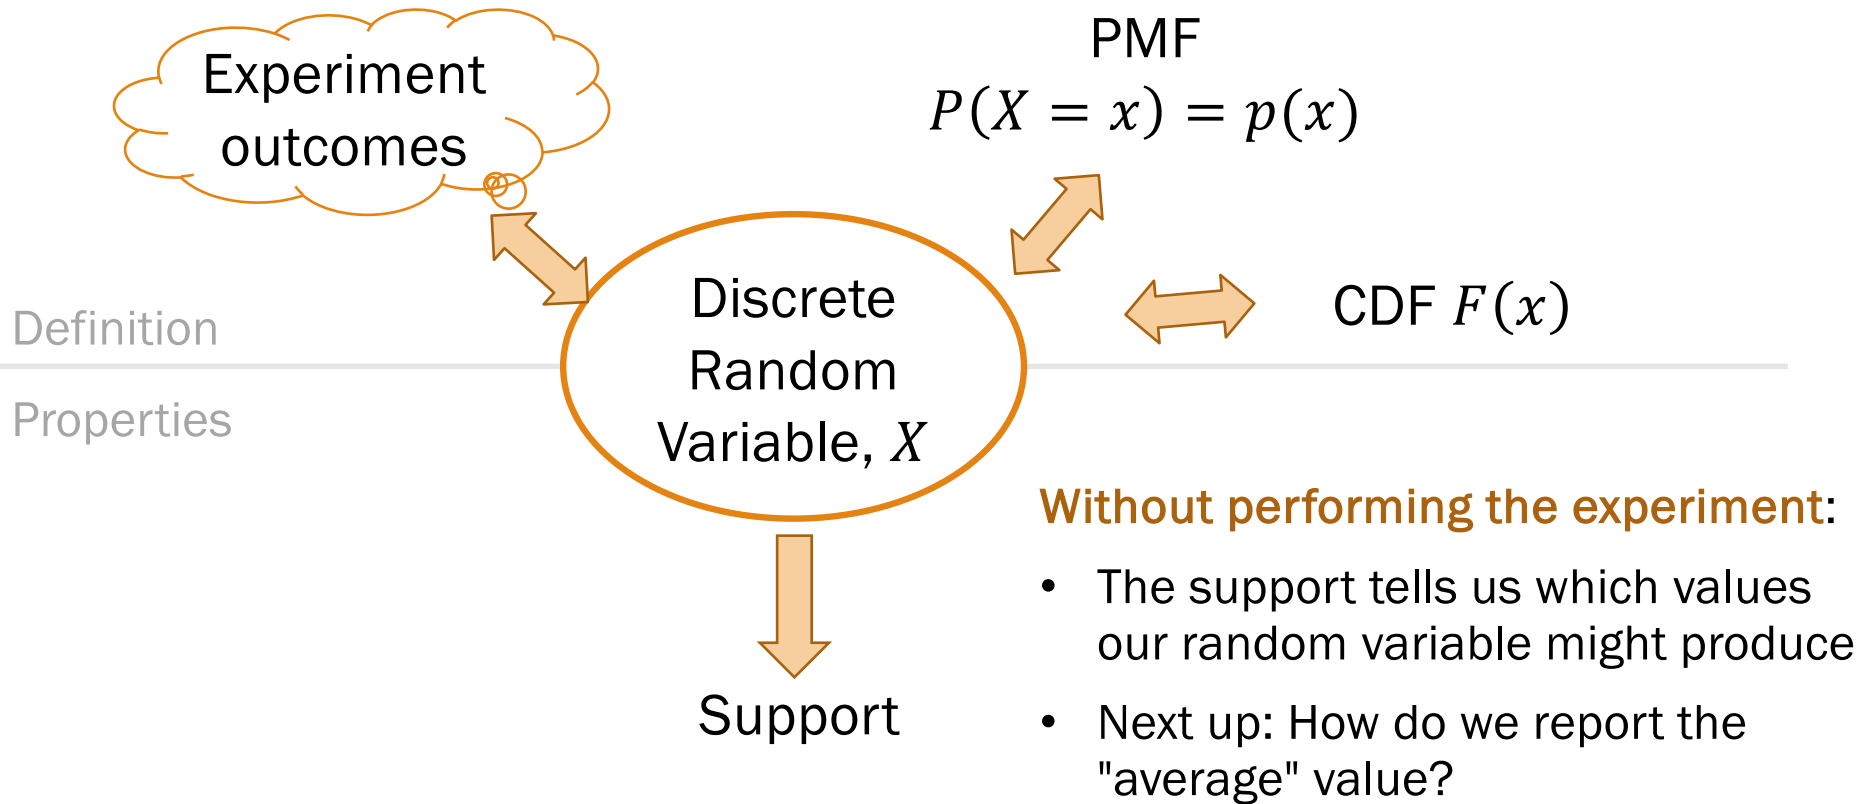 Experiment
outcomes
PMF
P(X = x) = p(x)
Discrete
Random
Variable, X
CDF F(x)
Definition
Properties
Support
Without performing the experiment:
• The support tells us which values
our random variable might produce
• Next up: How do we report the
"average" value?